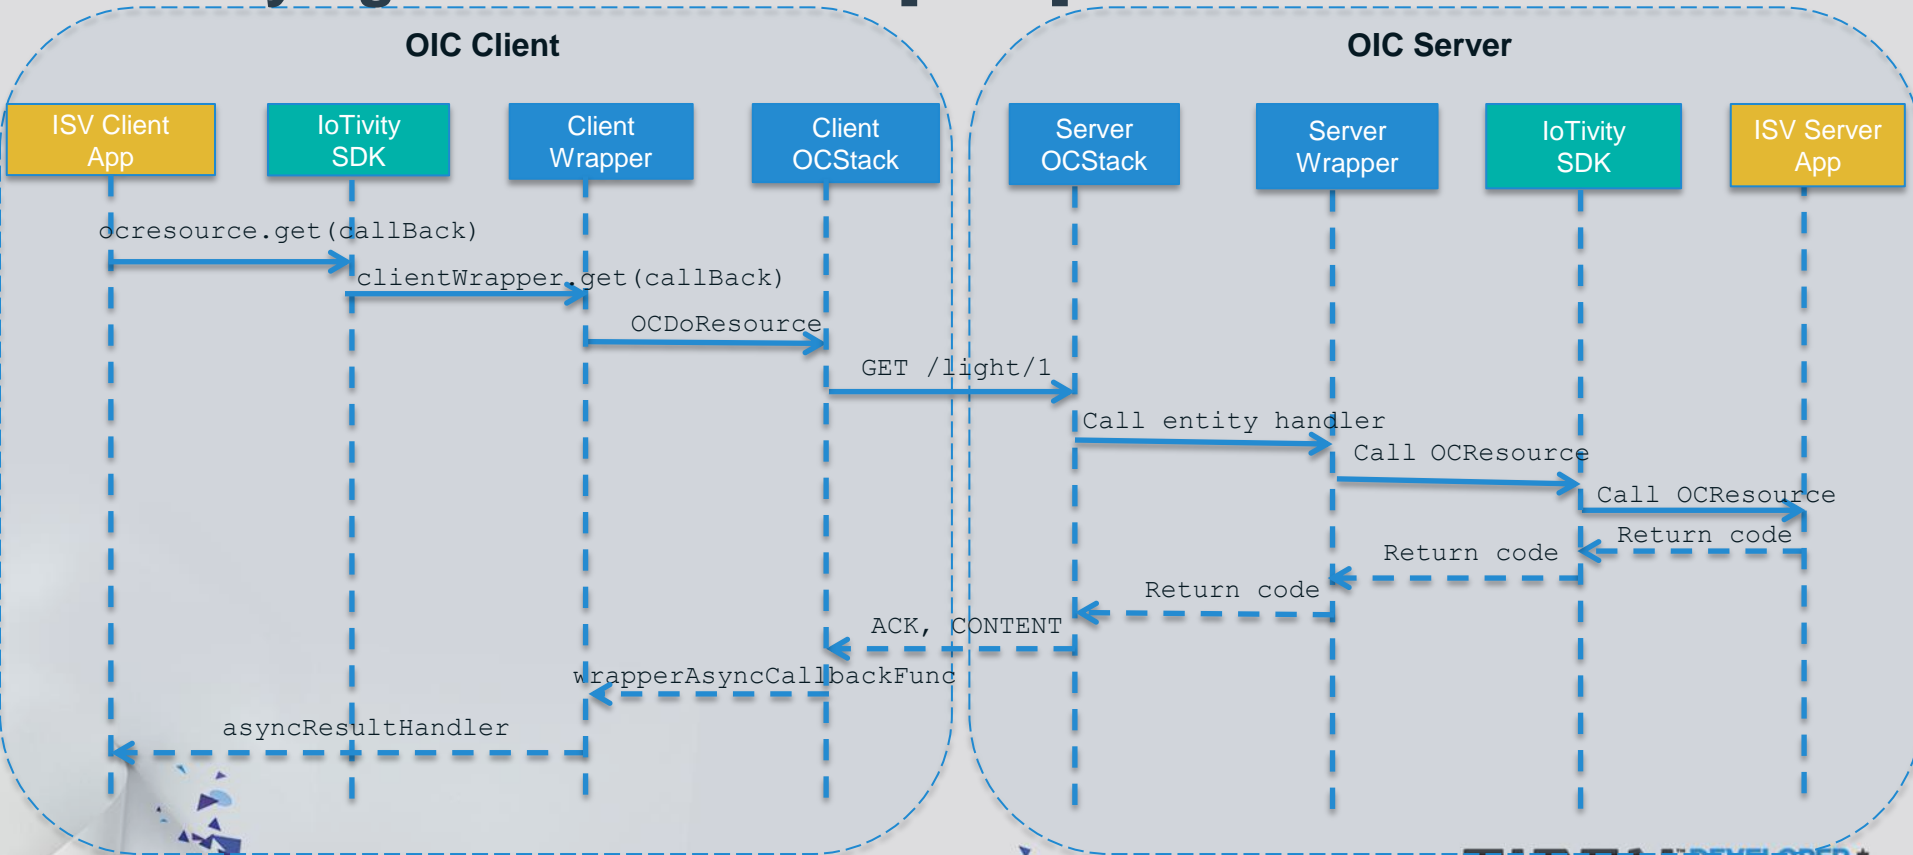 OIC Client
OIC Server
ISV Client
App
IoTivity
SDK
Client
Wrapper
Client
OCStack
Server
OCStack
Server
Wrapper
IoTivity
SDK
ISV Server
App
ocresource.get(callBack)
clientWrapper.get(callBack)
OCDoResource
GET /light/1
Call entity handler
Call OCResource
Call OCResource
Return code
Return code
Return code
ACK, CONTENT
wrapperAsyncCallbackFunc
asyncResultHandler